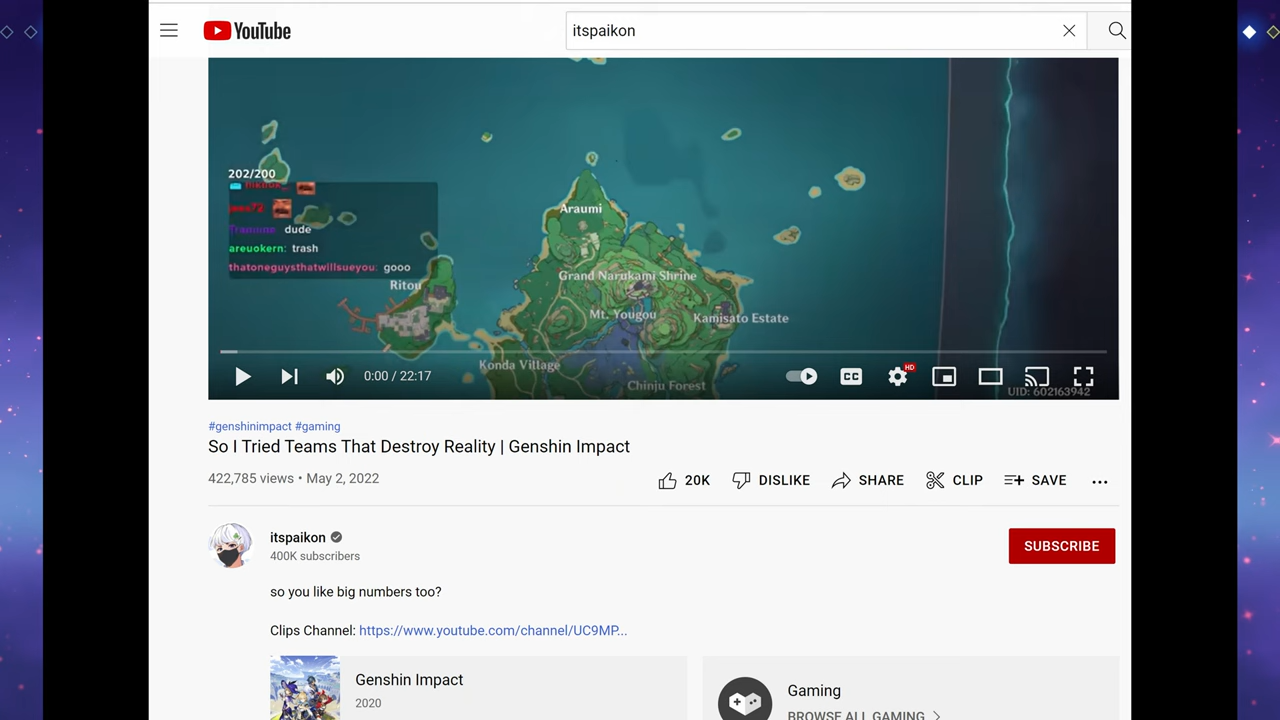 YouTube
itspaikon
202/200
dude
areuokern: trash
thatoneguysthatwillsueyou: gooo
Araumi
Grand Narukami Shrine
Ritou
Mt. Yougou
Kamisato Estate
Konda Village
Chinju Forest
0:00 / 22:17
CC
HD
UID: 602163942
#genshinimpact #gaming
So I Tried Teams That Destroy Reality | Genshin Impact
422,785 views • May 2, 2022
20K
DISLIKE
SHARE
CLIP
SAVE
itspaikon
400K subscribers
SUBSCRIBE
so you like big numbers too?
Clips Channel: https://www.youtube.com/channel/UC9MP...
Genshin Impact
2020
Gaming
BROWSE ALL GAMING